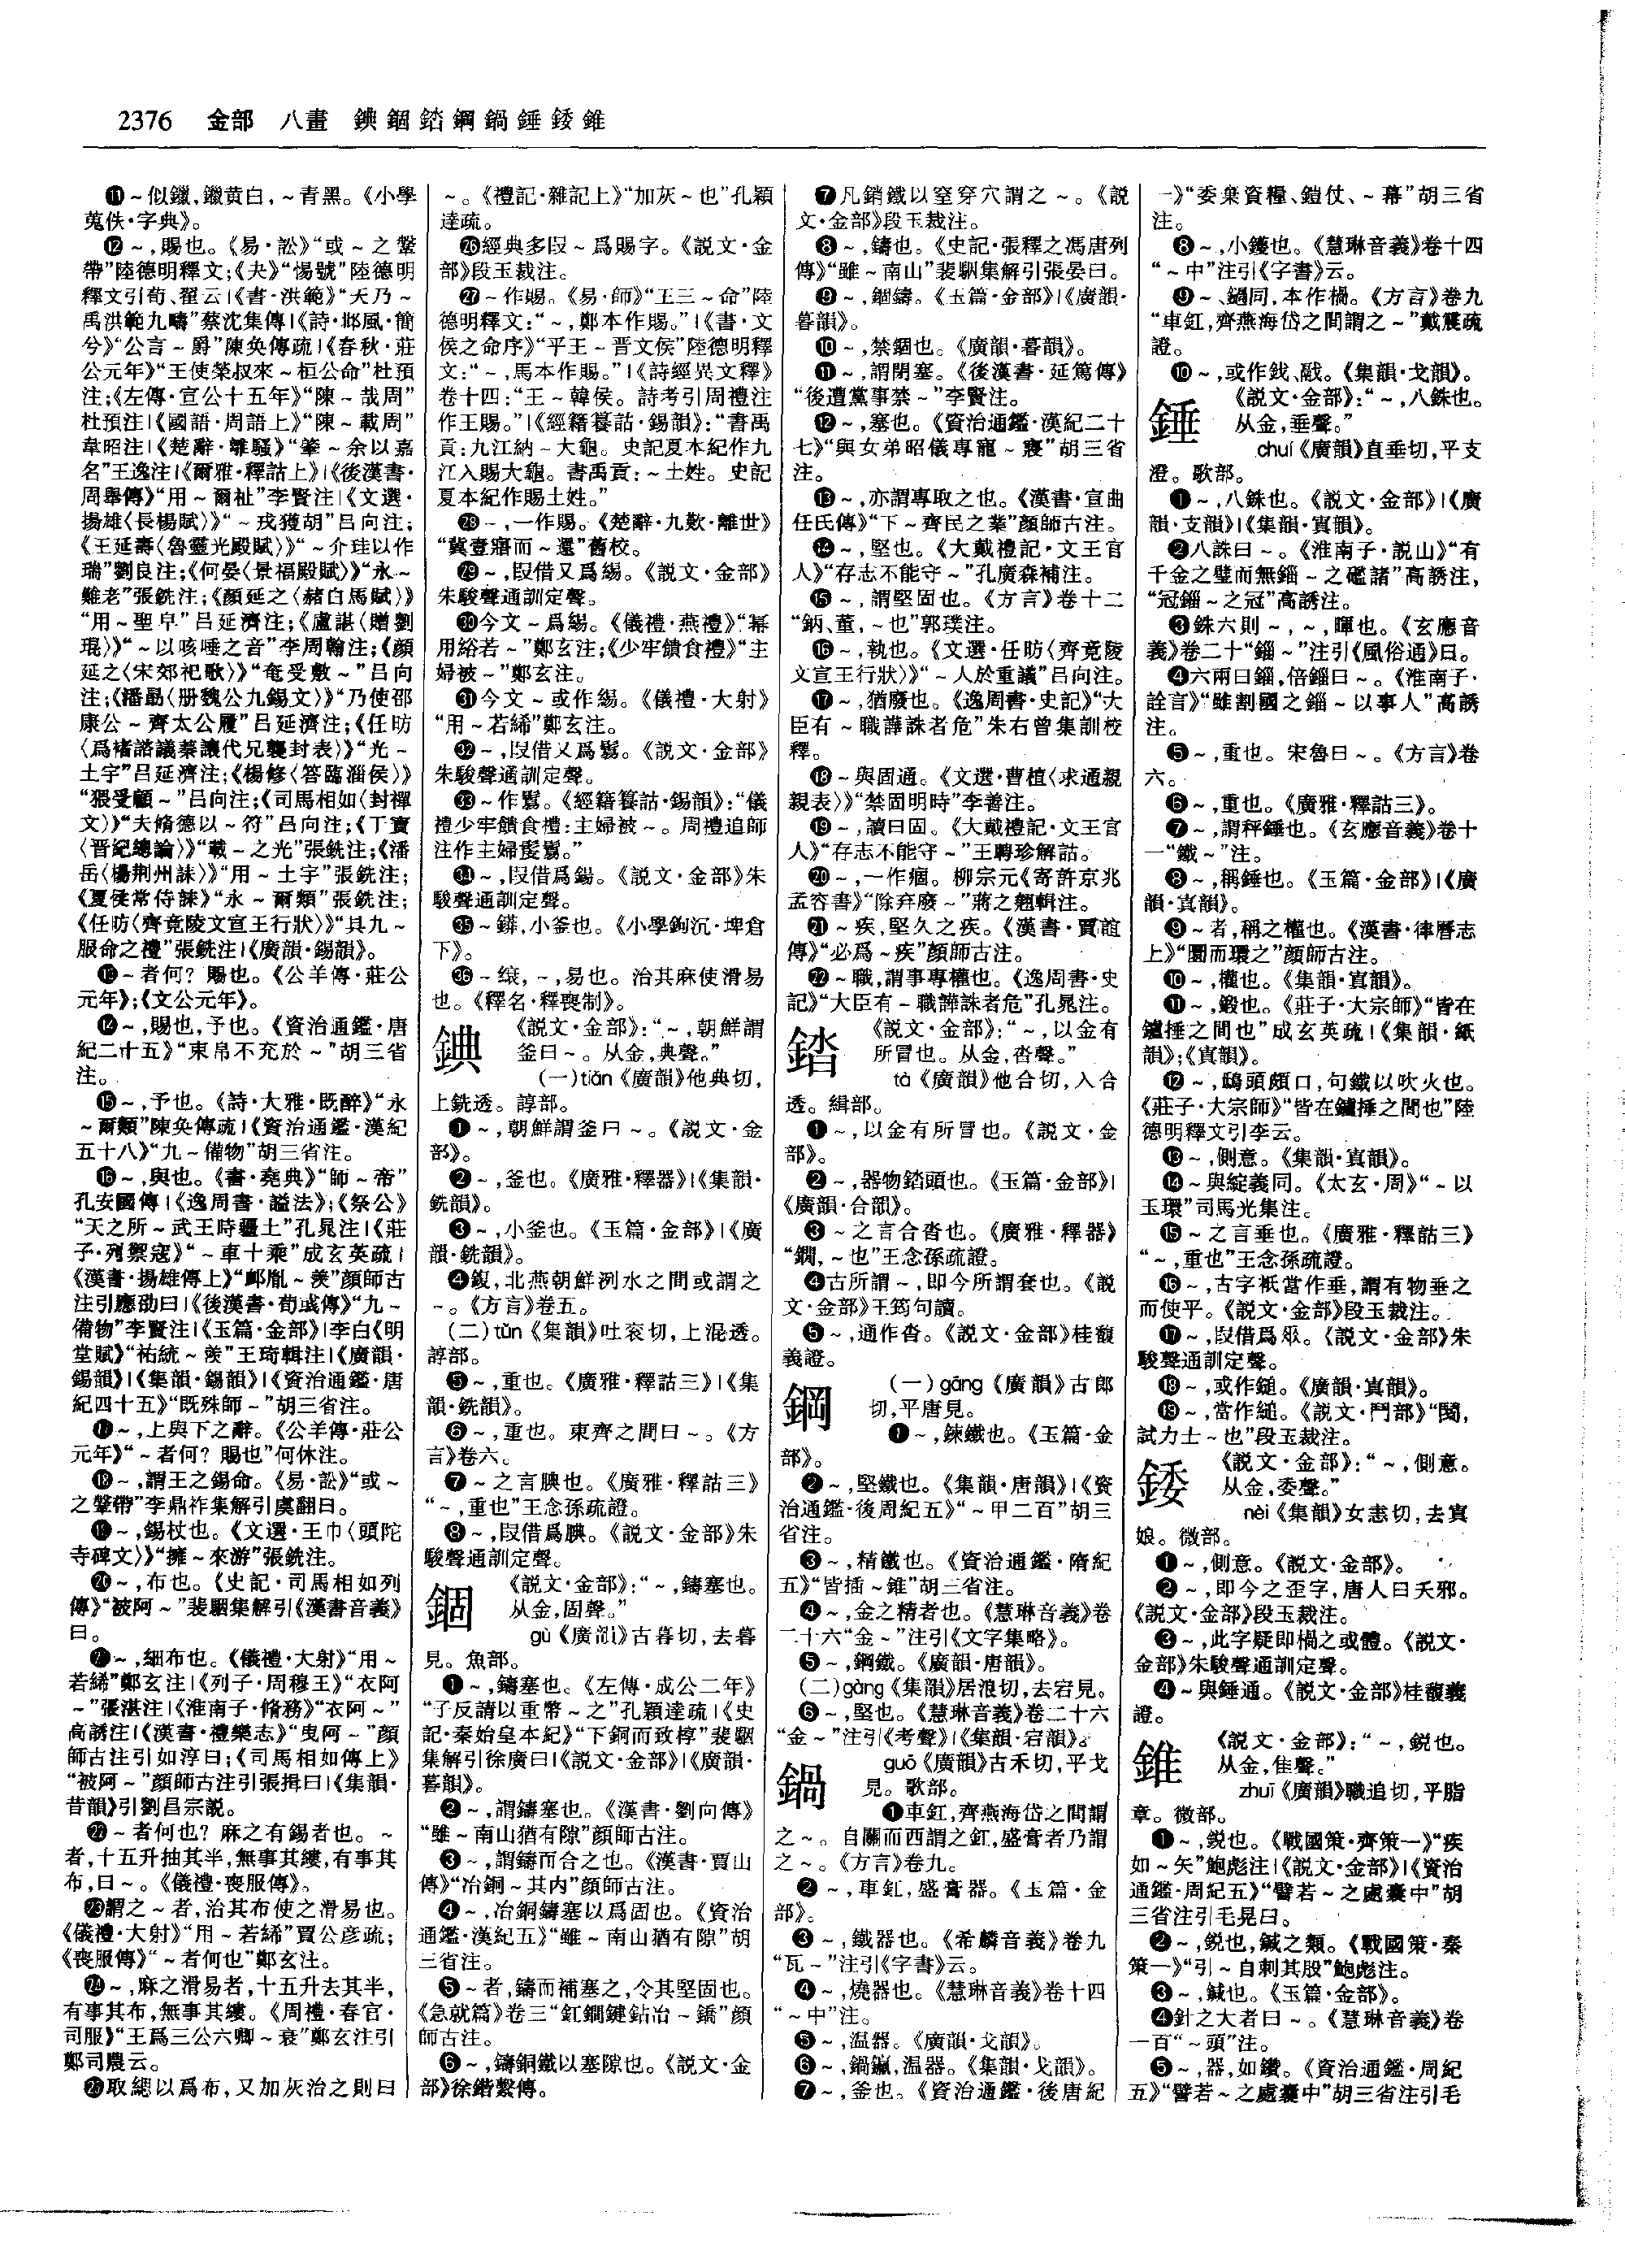 2376 金部 八畫 錪錮錔鋼鍋錘錗錐
⓫~似鑞,鑞黄白,~青黑。《小學
蒐佚·字典》。
⓬~,賜也。《易·訟》“或~之鞶
帶”陸德明釋文;《夬》“惕號”陸德明
釋文引荀、翟云|《書·洪範》“天乃~
禹洪範九疇”蔡沈集傳|《詩·邶風·簡
兮》“公言~爵”陳奂傳疏|《春秋·莊
公元年》“王使榮叔來~桓公命”杜預
注;《左傳·宣公十五年》“陳~哉周”
杜預注|《國語·周語上》“陳~載周”
韋昭注|《楚辭·離騷》“肇~余以嘉
名”王逸注|《爾雅·釋詁上》|《後漢書·
周舉傳》“用~爾祉”李賢注|《文選·
揚雄〈長楊賦〉》“~戎獲胡”吕向注;
《王延壽〈魯靈光殿賦〉》“~介珪以作
瑞”劉良注;《何晏〈景福殿賦〉》“永~
難老”張銑注;《顔延之〈赭白馬賦〉》
“用~聖皁”吕延濟注;《盧諶〈贈劉
琨〉》“~以咳唾之音”李周翰注;《顔
延之〈宋郊祀歌〉》“奄受敷~”吕向
注;《潘勗〈册魏公九錫文〉》“乃使邵
康公~齊太公履”吕延濟注;《任昉
〈爲褚諮議蓁讓代兄襲封表〉》“光~
土宇”吕延濟注;《楊修〈答臨淄侯〉》
“猥受顧~”吕向注;《司馬相如〈封禪
文〉》“夫脩德以~符”吕向注;《干寶
〈晋紀總論〉》“載~之光”張銑注;《潘
岳〈楊荆州誄〉》“用~土宇”張銑注;
《夏侯常侍誄》“永~爾類”張銑注;
《任昉〈齊竟陵文宣王行狀〉》“具九~
服命之禮”張銑注|《廣韻·錫韻》。
⓭~者何?賜也。《公羊傳·莊公
元年》;《文公元年》。
⓮~,賜也,予也。《資治通鑑·唐
紀二十五》“束帛不充於~”胡三省
注。
⓯~,予也。《詩·大雅·既醉》“永
~爾類”陳奂傳疏|《資治通鑑·漢紀
五十八》“九~備物”胡三省注。
⓰~,與也。《書·堯典》“師~帝”
孔安國傳|《逸周書·謚法》;《祭公》
“天之所~武王時疆土”孔晁注|《莊
子·列禦寇》“~車十乘”成玄英疏|
《漢書·揚雄傳上》“郵胤~羨”顔師古
注引應劭曰|《後漢書·荀彧傳》“九~
備物”李賢注|《玉篇·金部》|李白《明
堂賦》“祐統~羨”王琦輯注|《廣韻·
錫韻》|《集韻·錫韻》|《資治通鑑·唐
紀四十五》“既殊師~”胡三省注。
⓱~,上與下之辭。《公羊傳·莊公
元年》“~者何?賜也”何休注。
⓲~,謂王之錫命。《易·訟》“或~
之鞶帶”李鼎祚集解引虞翻曰。
⓳~,錫杖也。《文選·王巾〈頭陀
寺碑文〉》“擁~來游”張銑注。
⓴~,布也。《史記·司馬相如列
傳》“被阿~”裴駰集解引《漢書音義》
曰。
㉑~,細布也。《儀禮·大射》“用~
若絺”鄭玄注|《列子·周穆王》“衣阿
~”張湛注|《淮南子·脩務》“衣阿~”
高誘注|《漢書·禮樂志》“曳阿~”顔
師古注引如淳曰;《司馬相如傳上》
“被阿~”顔師古注引張揖曰|《集韻·
昔韻》引劉昌宗説。
㉒~者何也?麻之有錫者也。~
者,十五升抽其半,無事其縷,有事其
布,曰~。《儀禮·喪服傳》。
㉓謂之~者,治其布使之滑易也。
《儀禮·大射》“用~若絺”賈公彦疏;
《喪服傳》“~者何也”鄭玄注。
㉔~,麻之滑易者,十五升去其半,
有事其布,無事其縷。《周禮·春官·
司服》“王爲三公六卿~衰”鄭玄注引
鄭司農云。
㉕取緦以爲布,又加灰治之則曰
~。《禮記·雜記上》“加灰~也”孔穎
達疏。
㉖經典多叚~爲賜字。《説文·金
部》段玉裁注。
㉗~作賜。《易·師》“王三~命”陸
德明釋文:“~,鄭本作賜。”|《書·文
侯之命序》“平王~晋文侯”陸德明釋
文:“~,馬本作賜。”|《詩經異文釋》
卷十四:“王~韓侯。詩考引周禮注
作王賜。”|《經籍籑詁·錫韻》:“書禹
貢:九江納~大龜。史記夏本紀作九
江入賜大龜。書禹貢:~土姓。史記
夏本紀作賜土姓。”
㉘~,一作賜。《楚辭·九歎·離世》
“冀壹寤而~還”舊校。
㉙~,叚借又爲緆。《説文·金部》
朱駿聲通訓定聲。
㉚今文~爲緆。《儀禮·燕禮》“冪
用綌若~”鄭玄注;《少牢饋食禮》“主
婦被~”鄭玄注。
㉛今文~或作緆。《儀禮·大射》
“用~若絺”鄭玄注。
㉜~,叚借又爲鬄。《説文·金部》
朱駿聲通訓定聲。
㉝~作鬄。《經籍籑詁·錫韻》:“儀
禮少牢饋食禮:主婦被~。周禮追師
注作主婦髲鬄。”
㉞~,叚借爲鍚。《説文·金部》朱
駿聲通訓定聲。
㉟~鏻,小釜也。《小學鉤沉·埤倉
下》。
㊱~缞,~,易也。治其麻使滑易
也。《釋名·釋喪制》。
錪 《説文·金部》:“~,朝鮮謂
釜曰~。从金,典聲。”
(一)tiǎn《廣韻》他典切,
上銑透。諄部。
❶~,朝鮮謂釜曰~。《説文·金
部》。
❷~,釜也。《廣雅·釋器》|《集韻·
銑韻》。
❸~,小釜也。《玉篇·金部》|《廣
韻·銑韻》。
❹鍑,北燕朝鮮洌水之間或謂之
~。《方言》卷五。
(二)tǔn《集韻》吐衮切,上混透。
諄部。
❺~,重也。《廣雅·釋詁三》|《集
韻·銑韻》。
❻~,重也。東齊之間曰~。《方
言》卷六。
❼~之言腆也。《廣雅·釋詁三》
“~,重也”王念孫疏證。
❽~,叚借爲腆。《説文·金部》朱
駿聲通訓定聲。
錮 《説文·金部》:“~,鑄塞也。
从金,固聲。”
gù《廣韻》古暮切,去暮
見。魚部。
❶~,鑄塞也。《左傳·成公二年》
“子反請以重幣~之”孔穎達疏|《史
記·秦始皇本紀》“下銅而致椁”裴駰
集解引徐廣曰|《説文·金部》|《廣韻·
暮韻》。
❷~,謂鑄塞也。《漢書·劉向傳》
“雖~南山猶有隙”顔師古注。
❸~,謂鑄而合之也。《漢書·賈山
傳》“冶銅~其内”顔師古注。
❹~,冶銅鑄塞以爲固也。《資治
通鑑·漢紀五》“雖~南山猶有隙”胡
三省注。
❺~者,鑄而補塞之,令其堅固也。
《急就篇》卷三“釭鐧鍵鉆冶~鐈”顔
師古注。
❻~,鑄銅鐵以塞隙也。《説文·金
部》徐鍇繫傳。
❼凡銷鐵以窒穿穴謂之~。《説
文·金部》段玉裁注。
❽~,鑄也。《史記·張釋之馮唐列
傳》“雖~南山”裴駰集解引張晏曰。
❾~,錮鑄。《玉篇·金部》|《廣韻·
暮韻》。
❿~,禁錮也。《廣韻·暮韻》。
⓫~,謂閉塞。《後漢書·延篤傳》
“後遭黨事禁~”李賢注。
⓬~,塞也。《資治通鑑·漢紀二十
七》“與女弟昭儀專寵~寢”胡三省
注。
⓭~,亦謂專取之也。《漢書·宣曲
任氏傳》“下~齊民之業”顔師古注。
⓮~,堅也。《大戴禮記·文王官
人》“存志不能守~”孔廣森補注。
⓯~,謂堅固也。《方言》卷十二
“鈵、董,~也”郭璞注。
⓰~,執也。《文選·任昉〈齊竟陵
文宣王行狀〉》“~人於重議”吕向注。
⓱~,猶廢也。《逸周書·史記》“大
臣有~職譁誅者危”朱右曾集訓校
釋。
⓲~與固通。《文選·曹植〈求通親
親表〉》“禁固明時”李善注。
⓳~,讀曰固。《大戴禮記·文王官
人》“存志不能守~”王聘珍解詁。
⓴~,一作痼。柳宗元《寄許京兆
孟容書》“除弃廢~”蔣之翹輯注。
㉑~疾,堅久之疾。《漢書·賈誼
傳》“必爲~疾”顔師古注。
㉒~職,謂事專權也。《逸周書·史
記》“大臣有~職譁誅者危”孔晁注。
錔 《説文·金部》:“~,以金有
所冒也。从金,沓聲。”
tà《廣韻》他合切,入合
透。緝部。
❶~,以金有所冒也。《説文·金
部》。
❷~,器物錔頭也。《玉篇·金部》|
《廣韻·合韻》。
❸~之言合沓也。《廣雅·釋器》
“鐗,~也”王念孫疏證。
❹古所謂~,即今所謂套也。《説
文·金部》王筠句讀。
❺~,通作沓。《説文·金部》桂馥
義證。
鋼 (一)gāng《廣韻》古郎
切,平唐見。
❶~,鍊鐵也。《玉篇·金
部》。
❷~,堅鐵也。《集韻·唐韻》|《資
治通鑑·後周紀五》“~甲二百”胡三
省注。
❸~,精鐵也。《資治通鑑·隋紀
五》“皆插~錐”胡三省注。
❹~,金之精者也。《慧琳音義》卷
二十六“金~”注引《文字集略》。
❺~,鋼鐵。《廣韻·唐韻》。
(二)gàng《集韻》居浪切,去宕見。
❻~,堅也。《慧琳音義》卷二十六
“金~”注引《考聲》|《集韻·宕韻》。
鍋 guō《廣韻》古禾切,平戈
見。歌部。
❶車釭,齊燕海岱之間謂
之~。自關而西謂之釭,盛膏者乃謂
之~。《方言》卷九。
❷~,車釭,盛膏器。《玉篇·金
部》。
❸~,鐵器也。《希麟音義》卷九
“瓦~”注引《字書》云。
❹~,燒器也。《慧琳音義》卷十四
“~中”注。
❺~,温器。《廣韻·戈韻》。
❻~,鍋鑼,温器。《集韻·戈韻》。
❼~,釜也。《資治通鑑·後唐紀
一》“委棄資糧、鎧仗、~幕”胡三省
注。
❽~,小鑊也。《慧琳音義》卷十四
“~中”注引《字書》云。
❾~、鐹同,本作楇。《方言》卷九
“車釭,齊燕海岱之間謂之~”戴震疏
證。
❿~,或作鈛、䤋。《集韻·戈韻》。
錘 《説文·金部》:“~,八銖也。
从金,垂聲。”
chuí《廣韻》直垂切,平支
澄。歌部。
❶~,八銖也。《説文·金部》|《廣
韻·支韻》|《集韻·寘韻》。
❷八銖曰~。《淮南子·説山》“有
千金之璧而無錙~之礛諸”高誘注,
“冠錙~之冠”高誘注。
❸銖六則~,~,暉也。《玄應音
義》卷二十“錙~”注引《風俗通》曰。
❹六兩曰錙,倍錙曰~。《淮南子·
詮言》“雖割國之錙~以事人”高誘
注。
❺~,重也。宋魯曰~。《方言》卷
六。
❻~,重也。《廣雅·釋詁三》。
❼~,謂秤錘也。《玄應音義》卷十
一“鐵~”注。
❽~,稱錘也。《玉篇·金部》|《廣
韻·寘韻》。
❾~者,稱之權也。《漢書·律曆志
上》“圜而環之”顔師古注。
❿~,權也。《集韻·寘韻》。
⓫~,鍛也。《莊子·大宗師》“皆在
鑪捶之間也”成玄英疏|《集韻·紙
韻》;《寘韻》。
⓬~,鴟頭頗口,句鐵以吹火也。
《莊子·大宗師》“皆在鑪捶之間也”陸
德明釋文引李云。
⓭~,側意。《集韻·寘韻》。
⓮~與綻義同。《太玄·周》“~以
玉環”司馬光集注。
⓯~之言垂也。《廣雅·釋詁三》
“~,重也”王念孫疏證。
⓰~,古字衹當作垂,謂有物垂之
而使平。《説文·金部》段玉裁注。
⓱~,叚借爲𠂹。《説文·金部》朱
駿聲通訓定聲。
⓲~,或作鎚。《廣韻·寘韻》。
⓳~,當作縋。《説文·鬥部》“䦰,
試力士~也”段玉裁注。
錗 《説文·金部》:“~,側意。
从金,委聲。”
nèi《集韻》女恚切,去寘
娘。微部。
❶~,側意。《説文·金部》。
❷~,即今之歪字,唐人曰夭邪。
《説文·金部》段玉裁注。
❸~,此字疑即楇之或體。《説文·
金部》朱駿聲通訓定聲。
❹~與錘通。《説文·金部》桂馥義
證。
錐 《説文·金部》:“~,鋭也。
从金,隹聲。”
zhuī《廣韻》職追切,平脂
章。微部。
❶~,鋭也。《戰國策·齊策一》“疾
如~矢”鮑彪注|《説文·金部》|《資治
通鑑·周紀五》“譬若~之處囊中”胡
三省注引毛晃曰。
❷~,鋭也,鍼之類。《戰國策·秦
策一》“引~自刺其股”鮑彪注。
❸~,鍼也。《玉篇·金部》。
❹針之大者曰~。《慧琳音義》卷
一百“~頭”注。
❺~,器,如鑽。《資治通鑑·周紀
五》“譬若~之處囊中”胡三省注引毛